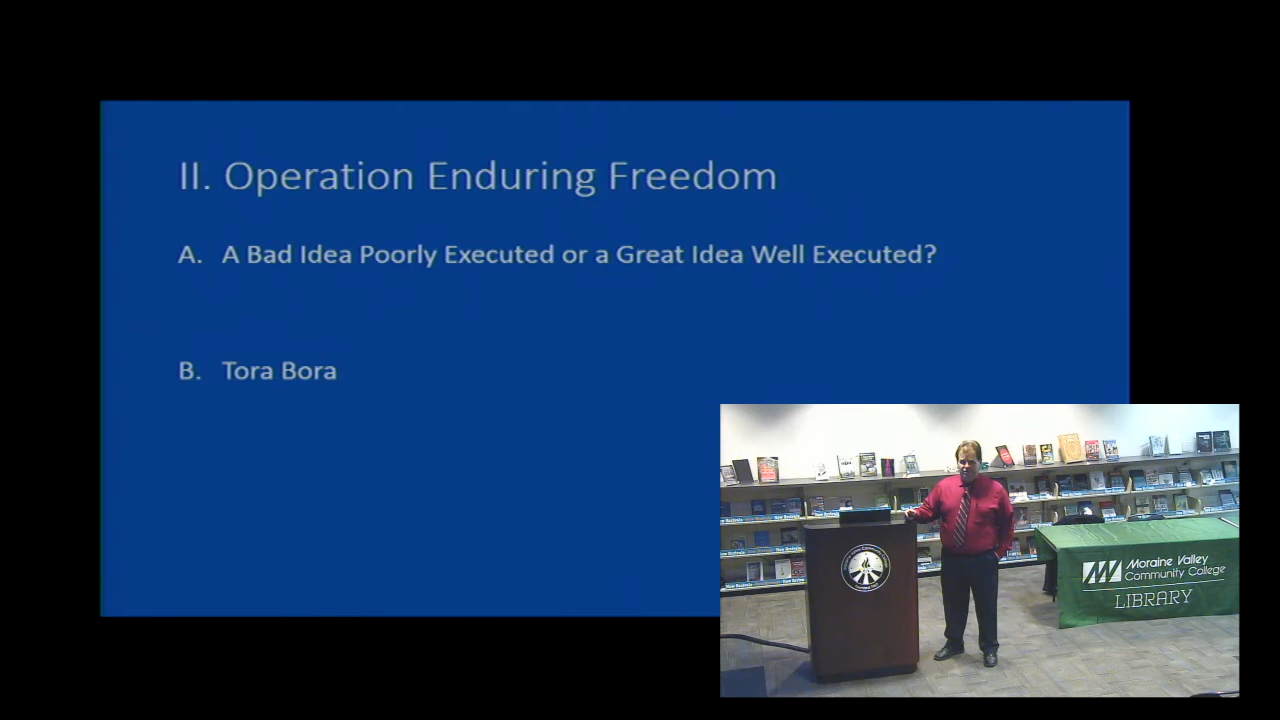 II. Operation Enduring Freedom
A. A Bad Idea Poorly Executed or a Great Idea Well Executed?
B. Tora Bora
Moraine Valley
Community College
LIBRARY